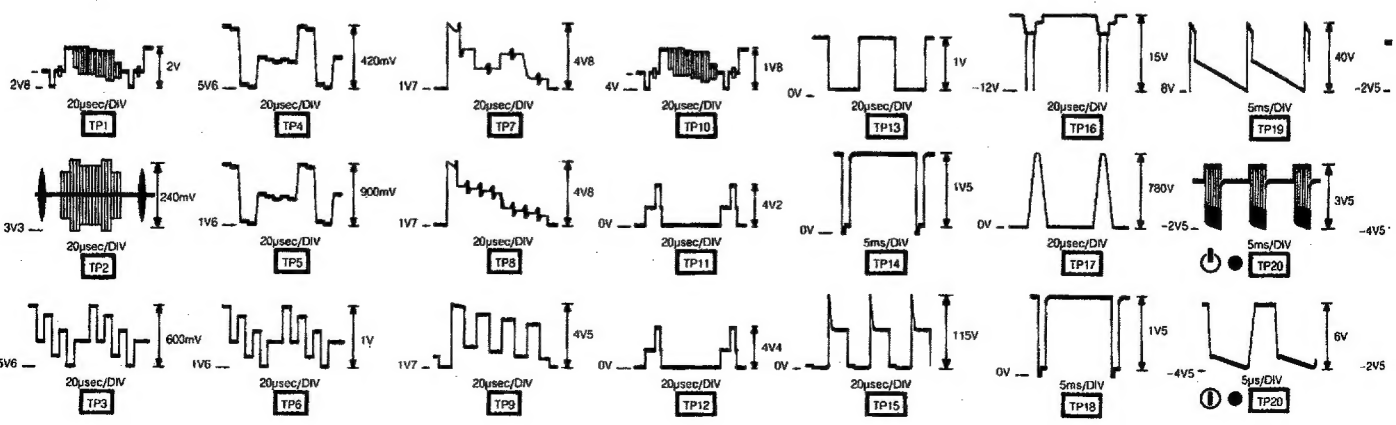 2V8 2V
20µsec/DIV
TP1
5V6 420mV
20µsec/DIV
TP4
1V7 4V8
20µsec/DIV
TP7
4V 1V8
20µsec/DIV
TP10
0V 1V
20µsec/DIV
TP13
-12V 15V
20µsec/DIV
TP16
8V 40V
5ms/DIV
TP19
-2V5
3V3 240mV
20µsec/DIV
TP2
1V6 900mV
20µsec/DIV
TP5
1V7 4V8
20µsec/DIV
TP8
0V 4V2
20µsec/DIV
TP11
0V 1V5
5ms/DIV
TP14
0V 780V
20µsec/DIV
TP17
-2V5 3V5
5ms/DIV
TP20
-4V5
5V6 600mV
20µsec/DIV
TP3
1V6 1V
20µsec/DIV
TP6
1V7 4V5
20µsec/DIV
TP9
0V 4V4
20µsec/DIV
TP12
0V 115V
20µsec/DIV
TP15
0V 1V5
5ms/DIV
TP18
-4V5 6V
5µs/DIV
TP20
-2V5